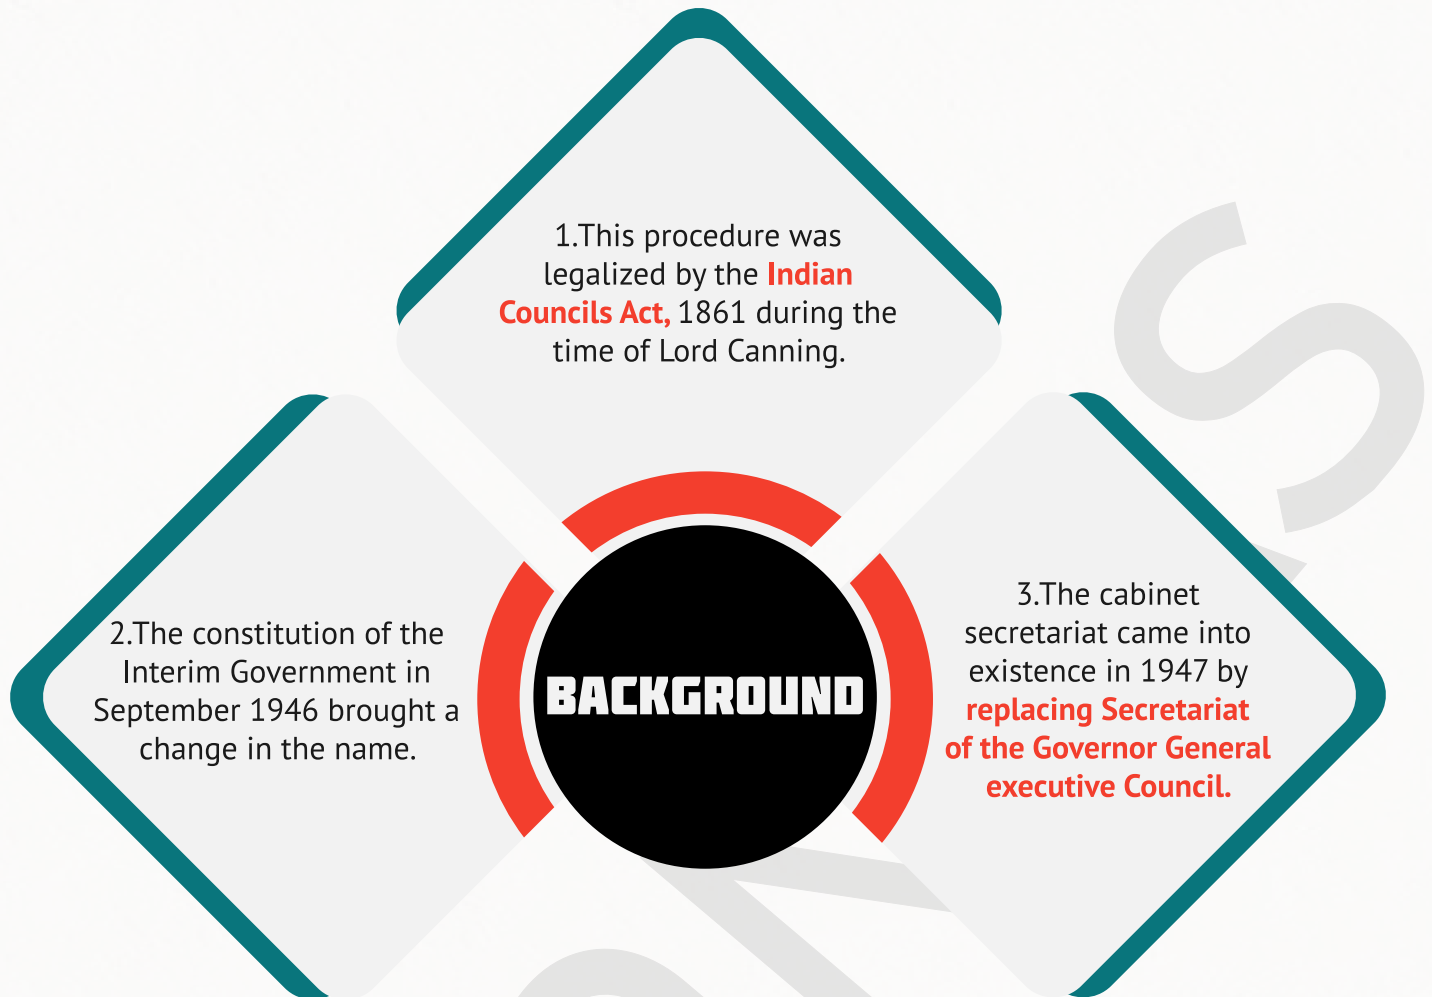 1.This procedure was
legalized by the Indian
Councils Act, 1861 during the
time of Lord Canning.
2.The constitution of the
Interim Government in
September 1946 brought a
change in the name.
BACKGROUND
3.The cabinet
secretariat came into
existence in 1947 by
replacing Secretariat
of the Governor General
executive Council.